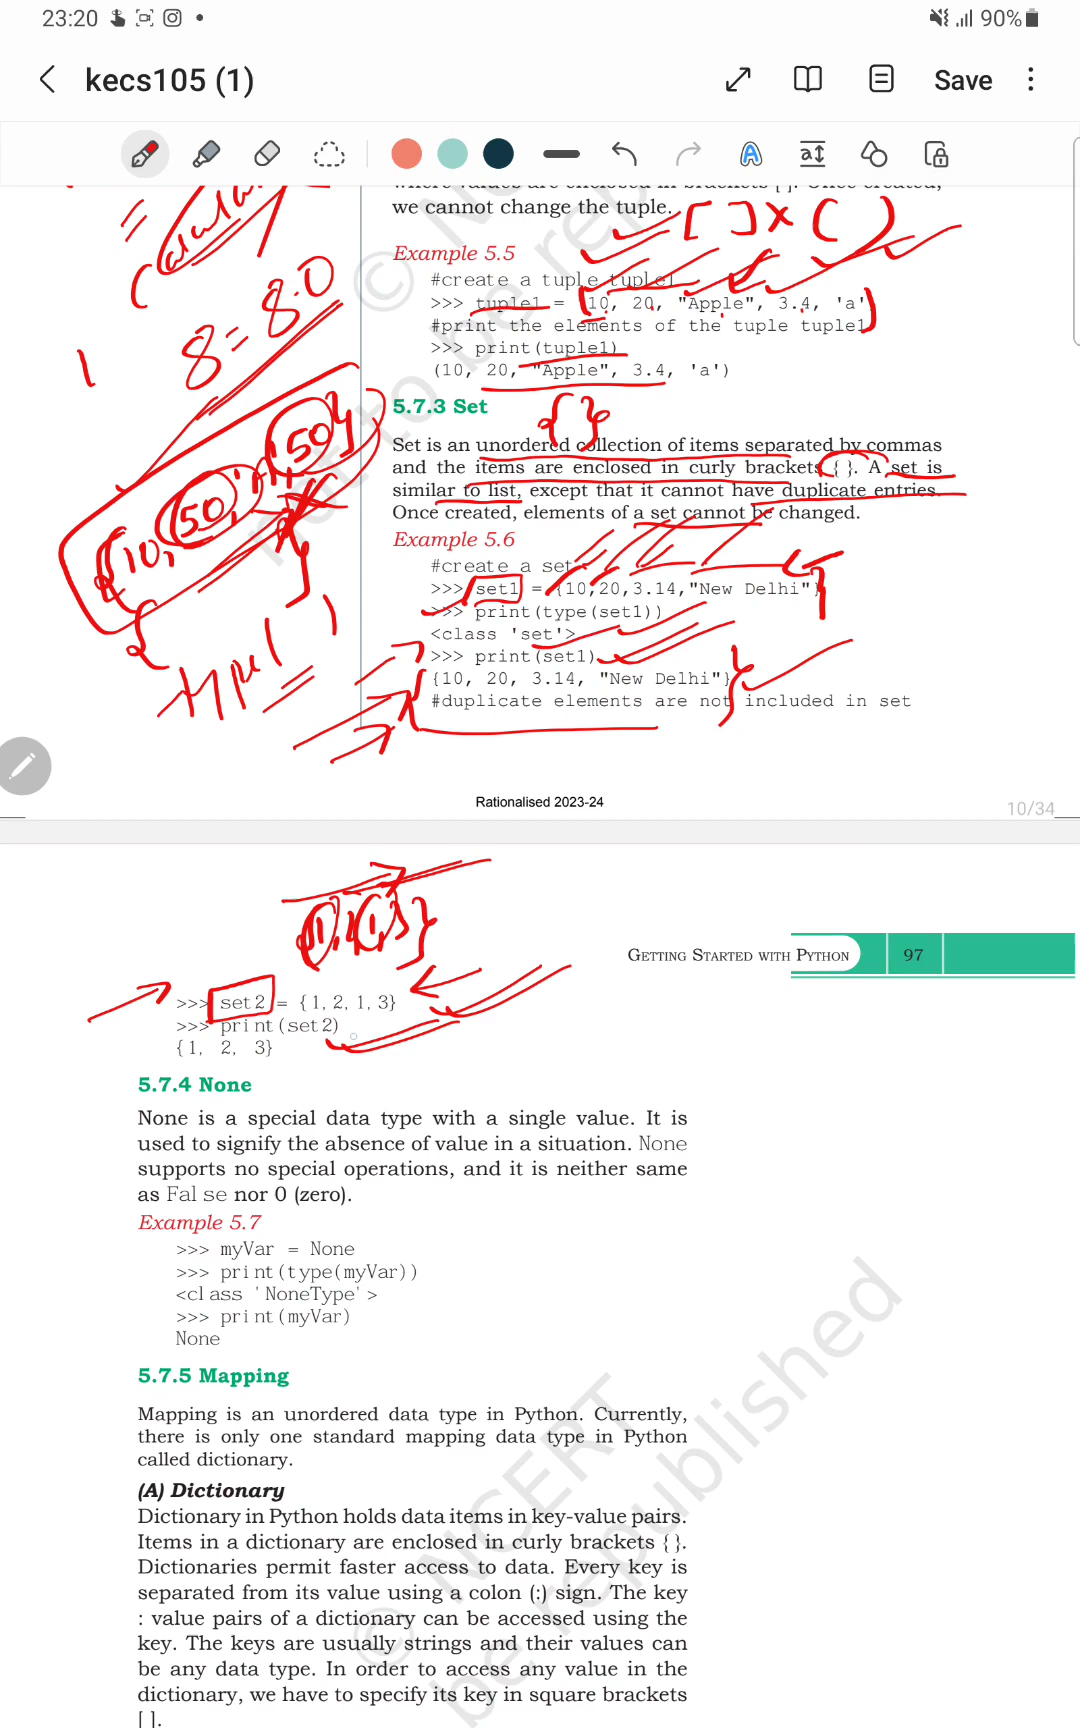 23:20
90%
kecs105 (1)
Save
we cannot change the tuple.
[ ] x ( )
Example 5.5
#create a tuple tuple1
>>> tuple1 = (10, 20, "Apple", 3.4, 'a')
#print the elements of the tuple tuple1
>>> print(tuple1)
(10, 20, "Apple", 3.4, 'a')
8 = 8.0
5.7.3 Set
{ }
Set is an unordered collection of items separated by commas
and the items are enclosed in curly brackets { }. A set is
similar to list, except that it cannot have duplicate entries.
Once created, elements of a set cannot be changed.
Example 5.6
#create a set
>>> set1 = {10,20,3.14,"New Delhi"}
>>> print(type(set1))
<class 'set'>
>>> print(set1)
{10, 20, 3.14, "New Delhi"}
#duplicate elements are not included in set
Rationalised 2023-24
10/34
GETTING STARTED WITH PYTHON
97
>>> set2 = {1,2,1,3}
>>> print(set2)
{1, 2, 3}
5.7.4 None
None is a special data type with a single value. It is
used to signify the absence of value in a situation. None
supports no special operations, and it is neither same
as False nor 0 (zero).
Example 5.7
>>> myVar = None
>>> print(type(myVar))
<class 'NoneType'>
>>> print(myVar)
None
5.7.5 Mapping
Mapping is an unordered data type in Python. Currently,
there is only one standard mapping data type in Python
called dictionary.
(A) Dictionary
Dictionary in Python holds data items in key-value pairs.
Items in a dictionary are enclosed in curly brackets { }.
Dictionaries permit faster access to data. Every key is
separated from its value using a colon (:) sign. The key
: value pairs of a dictionary can be accessed using the
key. The keys are usually strings and their values can
be any data type. In order to access any value in the
dictionary, we have to specify its key in square brackets
[ ].
© NCERT
be republished